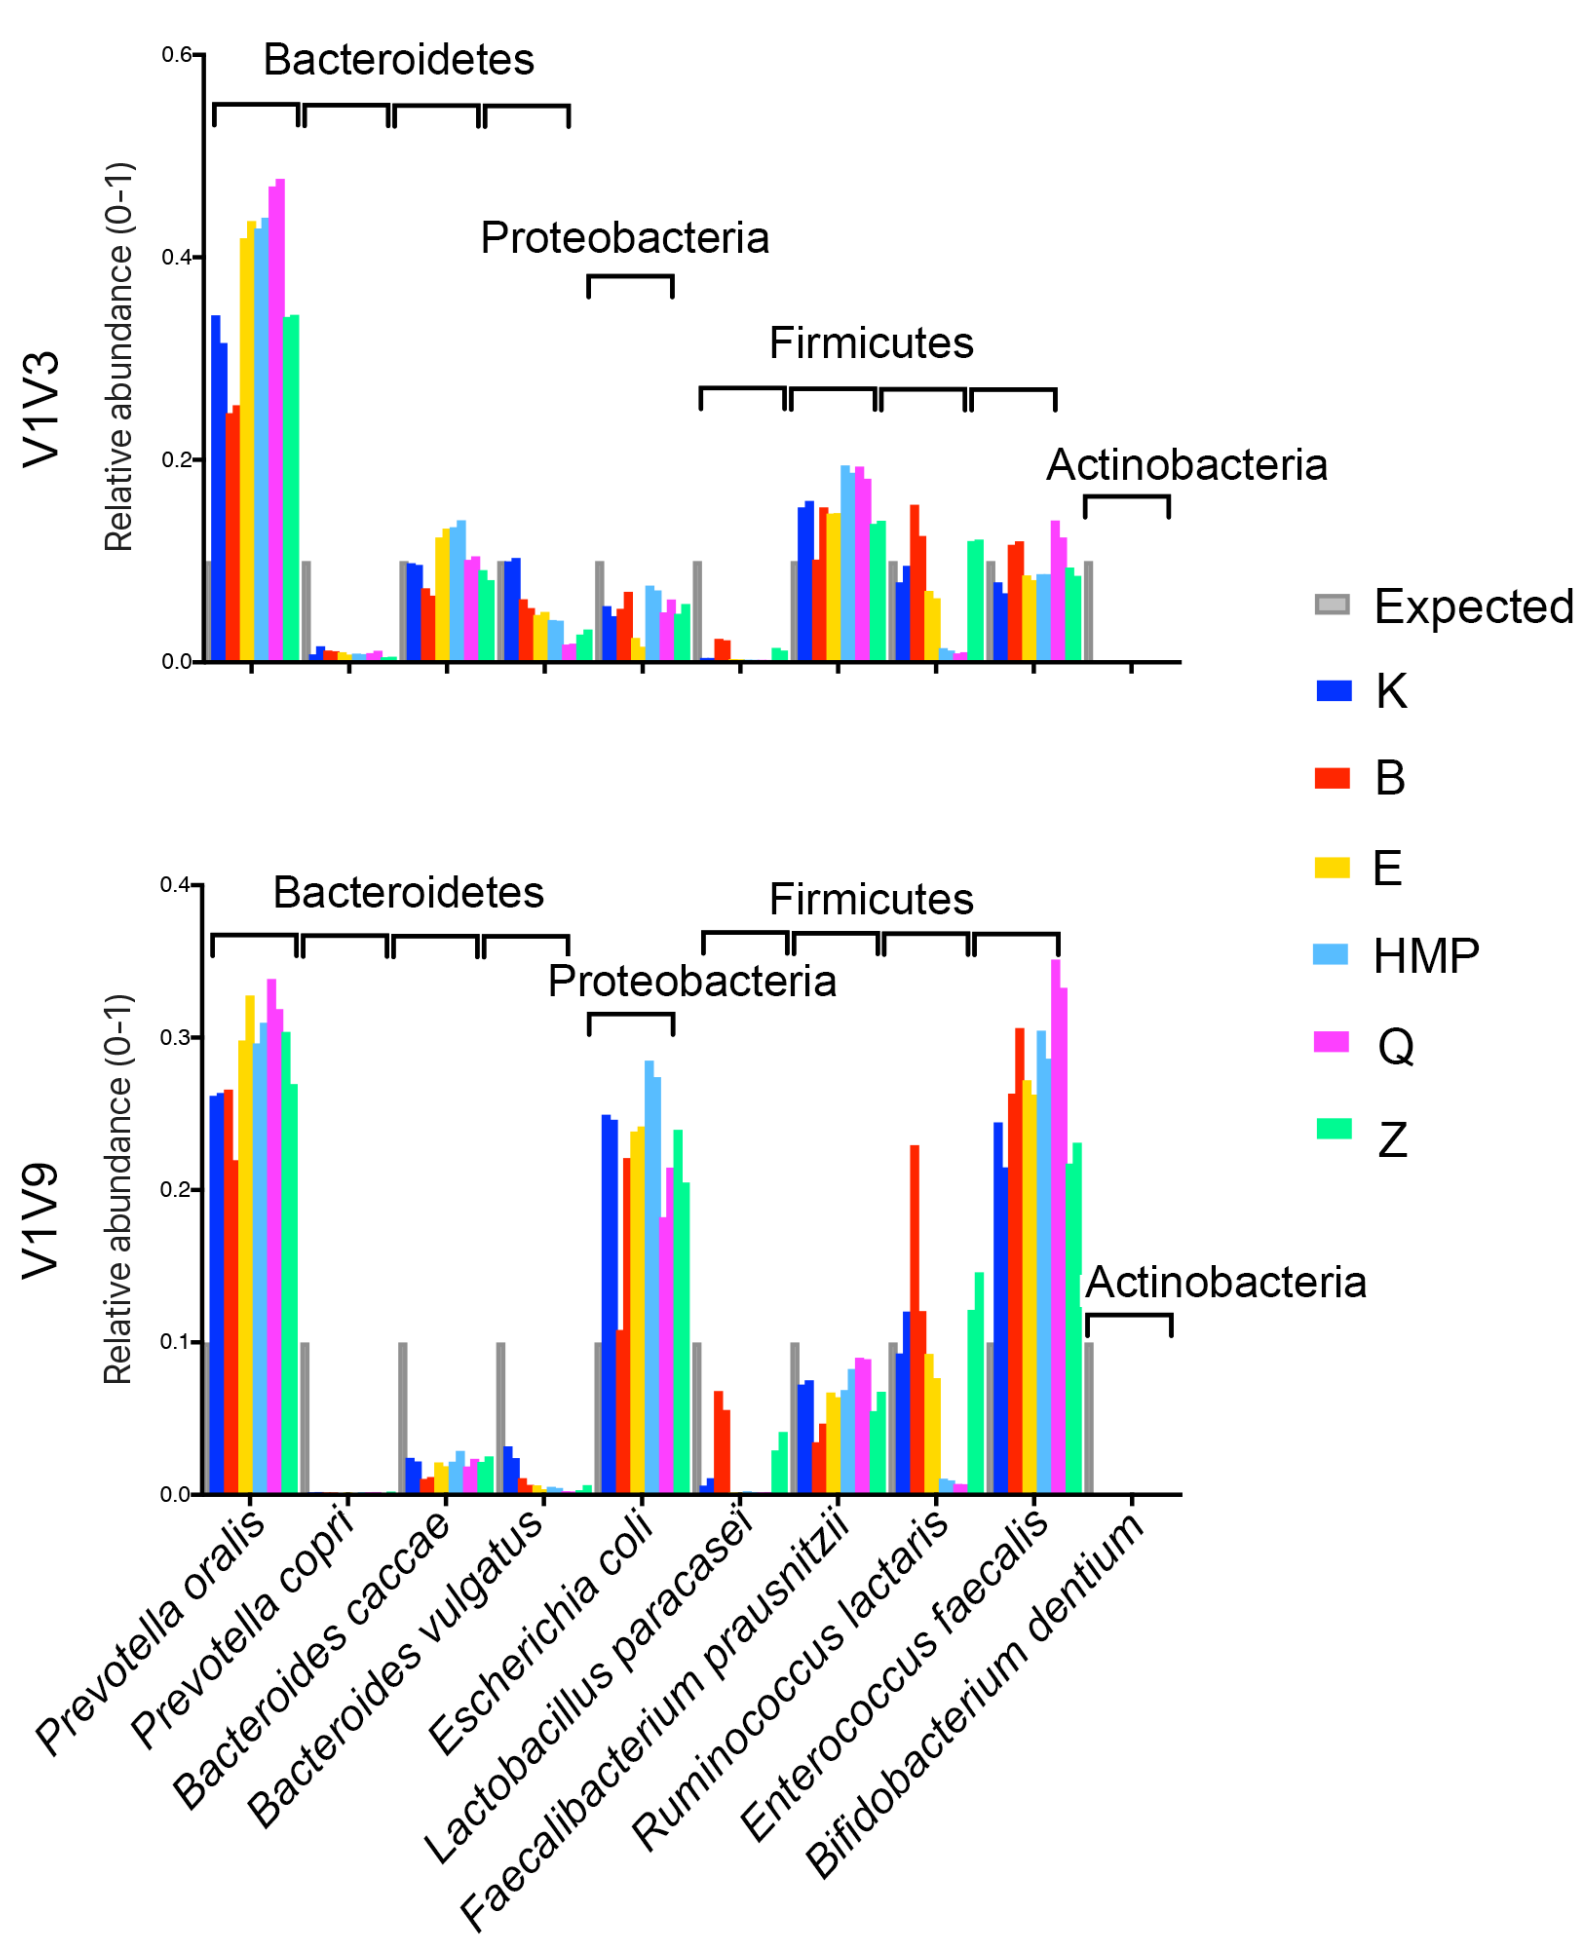 Bacteroidetes
Proteobacteria
Firmicutes
Actinobacteria
V1V3
Relative abundance (0-1)
0.6
0.4
0.2
0.0
Expected
K
B
E
HMP
Q
Z
Bacteroidetes
Firmicutes
Proteobacteria
Actinobacteria
V1V9
Relative abundance (0-1)
0.4
0.3
0.2
0.1
0.0
Prevotella oralis
Prevotella copri
Bacteroides caccae
Bacteroides vulgatus
Escherichia coli
Lactobacillus paracaseï
Faecalibacterium prausnitzii
Ruminococcus lactaris
Enterococcus faecalis
Bifidobacterium dentium